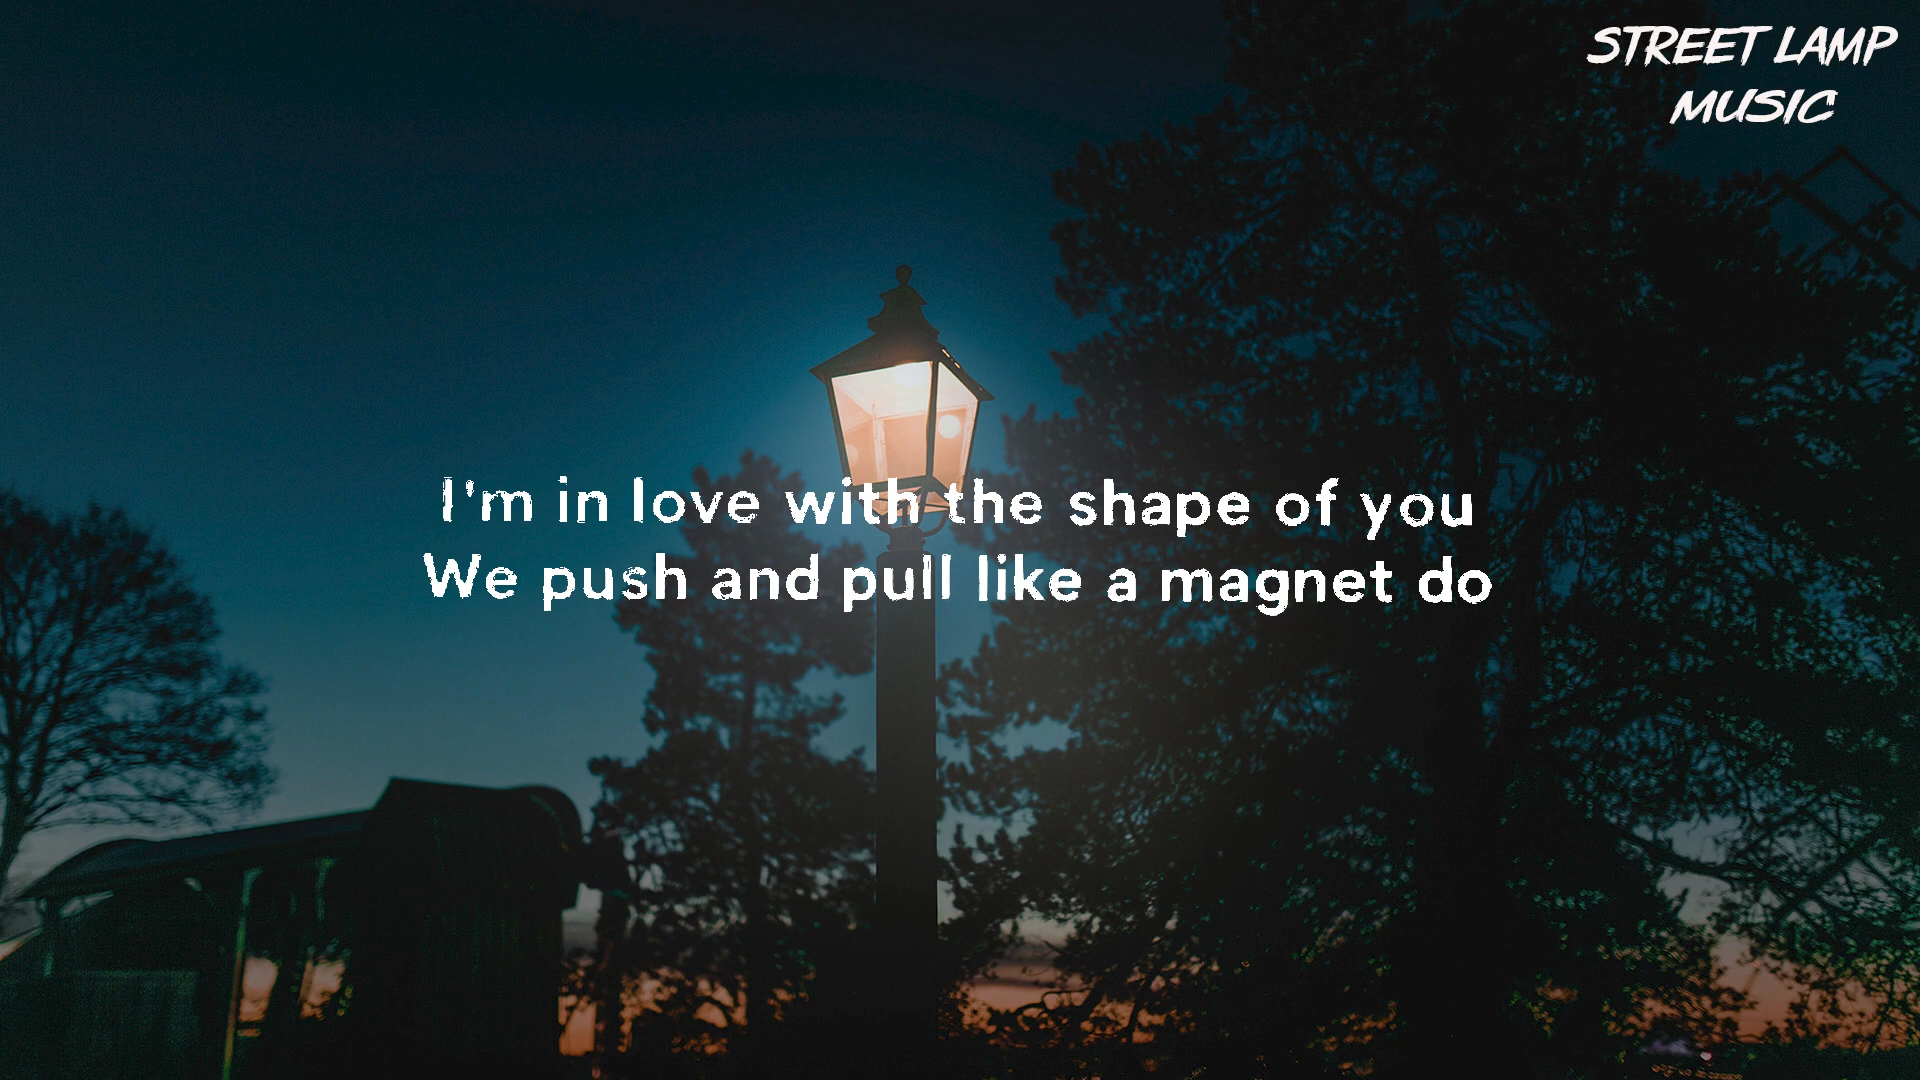 STREET LAMP
MUSIC
I'm in love with the shape of you
We push and pull like a magnet do